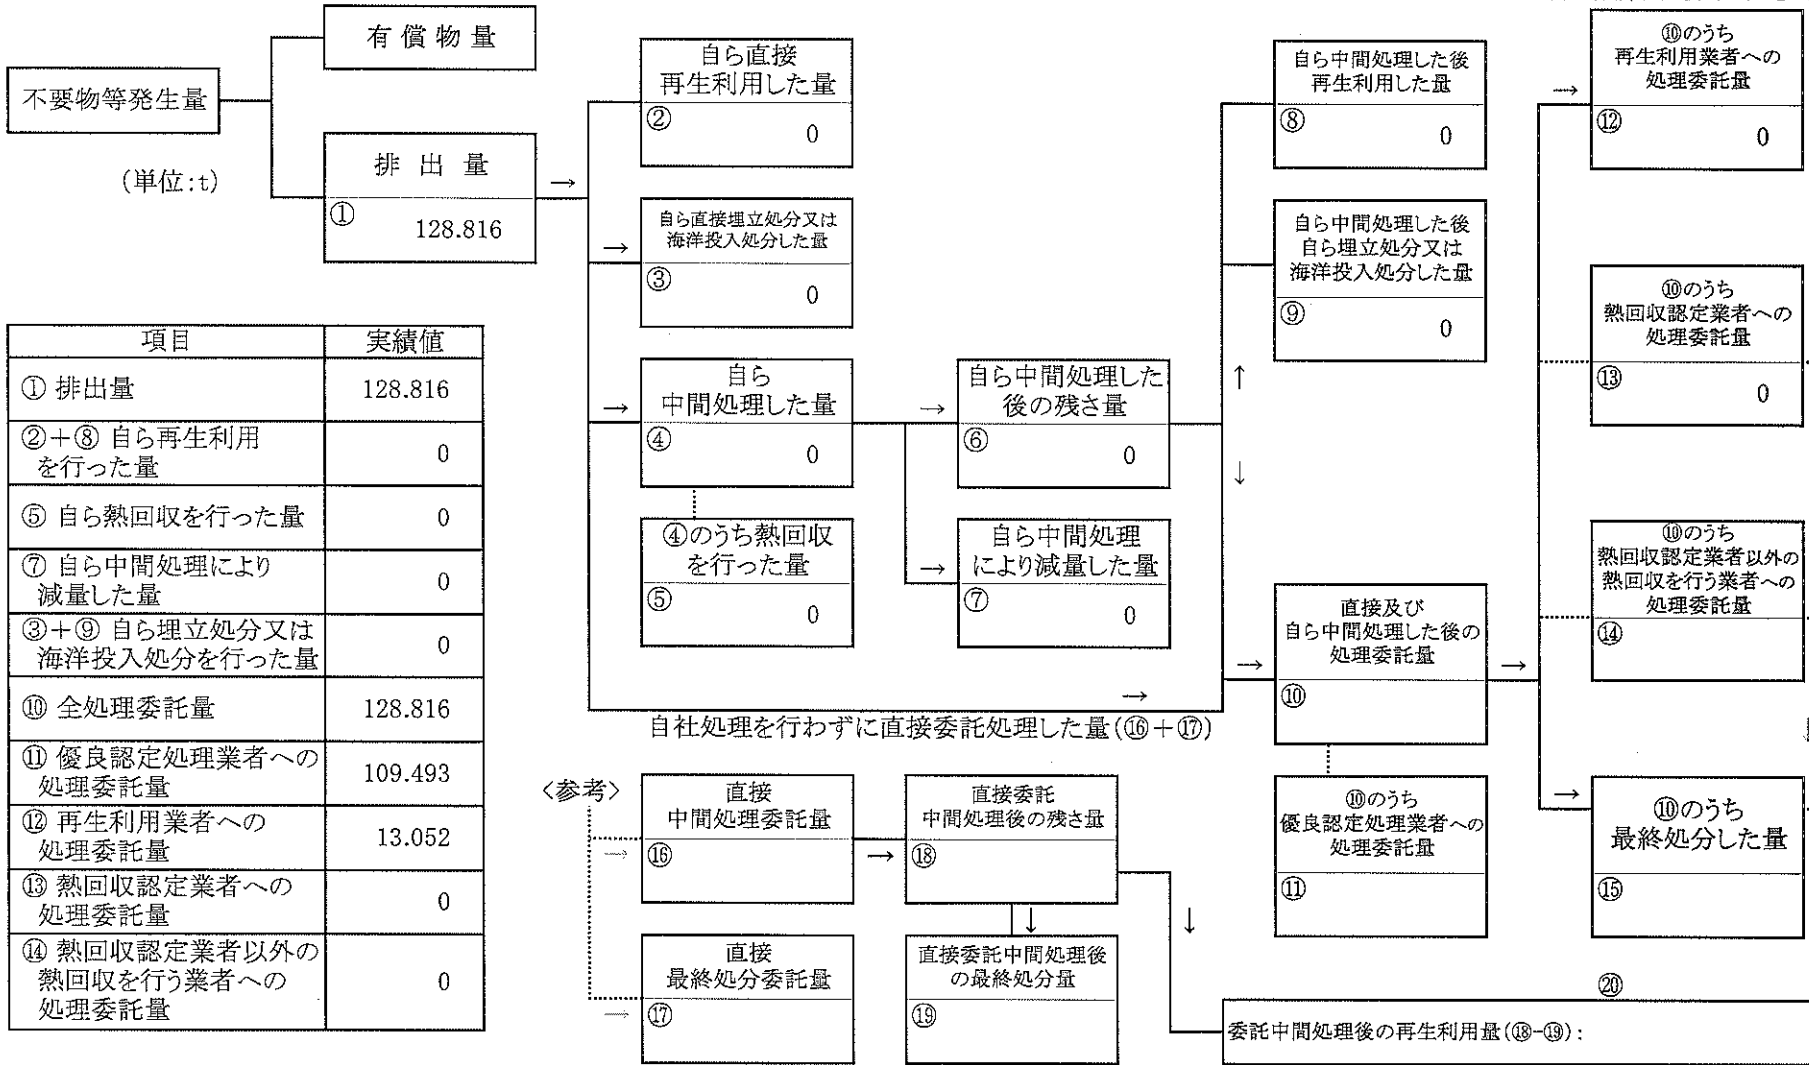 有 償 物 量
不要物等発生量
(単位:t)
排 出 量
①
128.816
自ら直接
再生利用した量
②
0
自ら直接埋立処分又は
海洋投入処分した量
③
0
自ら
中間処理した量
④
0
④のうち熱回収
を行った量
⑤
0
自ら中間処理した
後の残さ量
⑥
0
自ら中間処理
により減量した量
⑦
0
自ら中間処理した後
再生利用した量
⑧
0
自ら中間処理した後
自ら埋立処分又は
海洋投入処分した量
⑨
0
直接及び
自ら中間処理した後の
処理委託量
⑩
⑩のうち
優良認定処理業者への
処理委託量
⑪
⑩のうち
再生利用業者への
処理委託量
⑫
0
⑩のうち
熱回収認定業者への
処理委託量
⑬
0
⑩のうち
熱回収認定業者以外の
熱回収を行う業者への
処理委託量
⑭
⑩のうち
最終処分した量
⑮
自社処理を行わずに直接委託処理した量(⑯+⑰)
<参考>
直接
中間処理委託量
⑯
直接
最終処分委託量
⑰
直接委託
中間処理後の残さ量
⑱
直接委託中間処理後
の最終処分量
⑲
⑳
委託中間処理後の再生利用量(⑱-⑲):
項目 実績値
① 排出量 128.816
②+⑧ 自ら再生利用
を行った量 0
⑤ 自ら熱回収を行った量 0
⑦ 自ら中間処理により
減量した量 0
③+⑨ 自ら埋立処分又は
海洋投入処分を行った量 0
⑩ 全処理委託量 128.816
⑪ 優良認定処理業者への
処理委託量 109.493
⑫ 再生利用業者への
処理委託量 13.052
⑬ 熱回収認定業者への
処理委託量 0
⑭ 熱回収認定業者以外の
熱回収を行う業者への
処理委託量 0